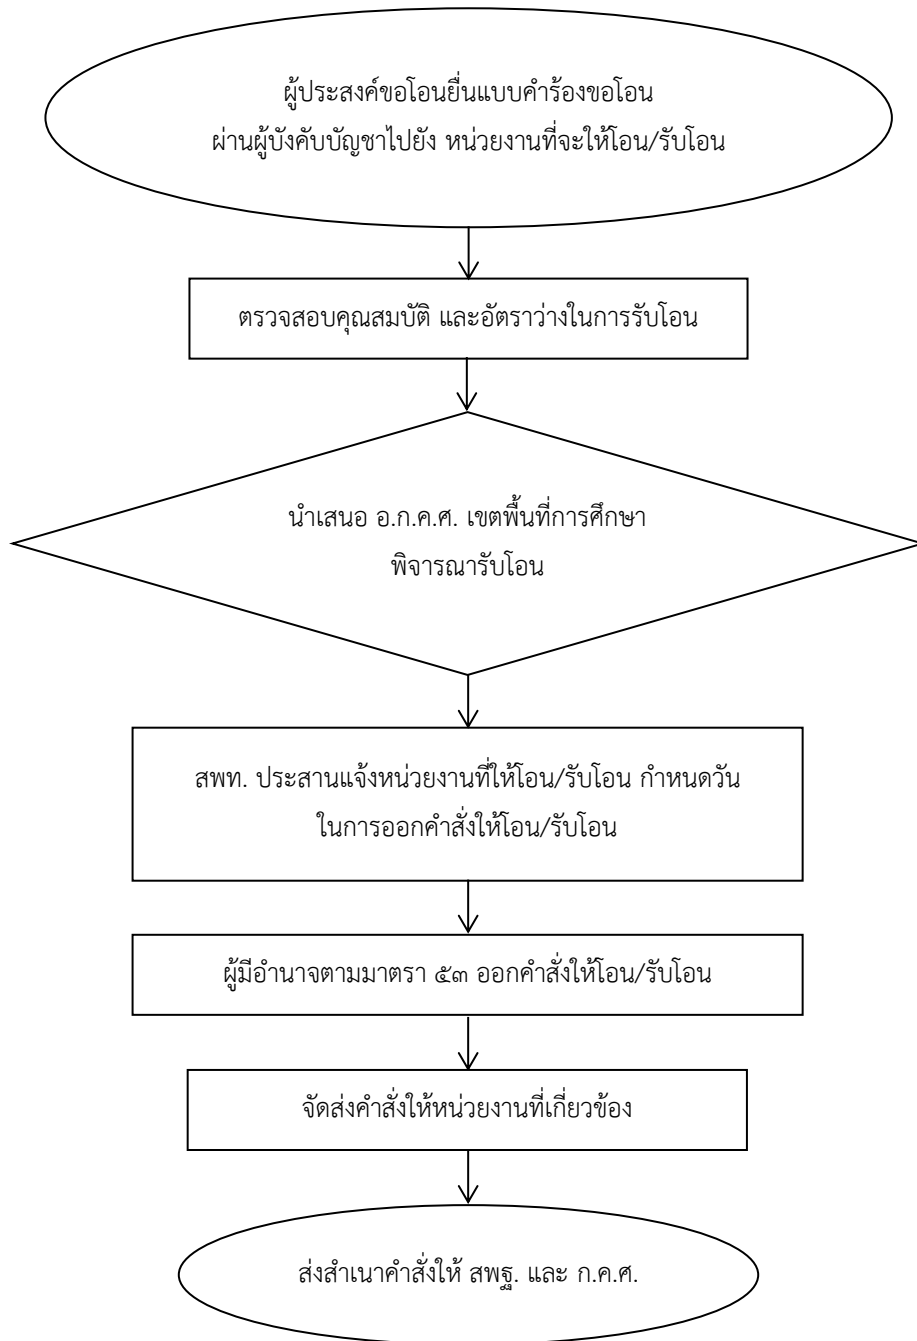 ผู้ประสงค์ขอโอนยื่นแบบคำร้องขอโอน
ผ่านผู้บังคับบัญชาไปยัง หน่วยงานที่จะให้โอน/รับโอน
ตรวจสอบคุณสมบัติ และอัตราว่างในการรับโอน
นำเสนอ อ.ก.ค.ศ. เขตพื้นที่การศึกษา
พิจารณารับโอน
สพท. ประสานแจ้งหน่วยงานที่ให้โอน/รับโอน กำหนดวัน
ในการออกคำสั่งให้โอน/รับโอน
ผู้มีอำนาจตามมาตรา ๕๓ ออกคำสั่งให้โอน/รับโอน
จัดส่งคำสั่งให้หน่วยงานที่เกี่ยวข้อง
ส่งสำเนาคำสั่งให้ สพฐ. และ ก.ค.ศ.